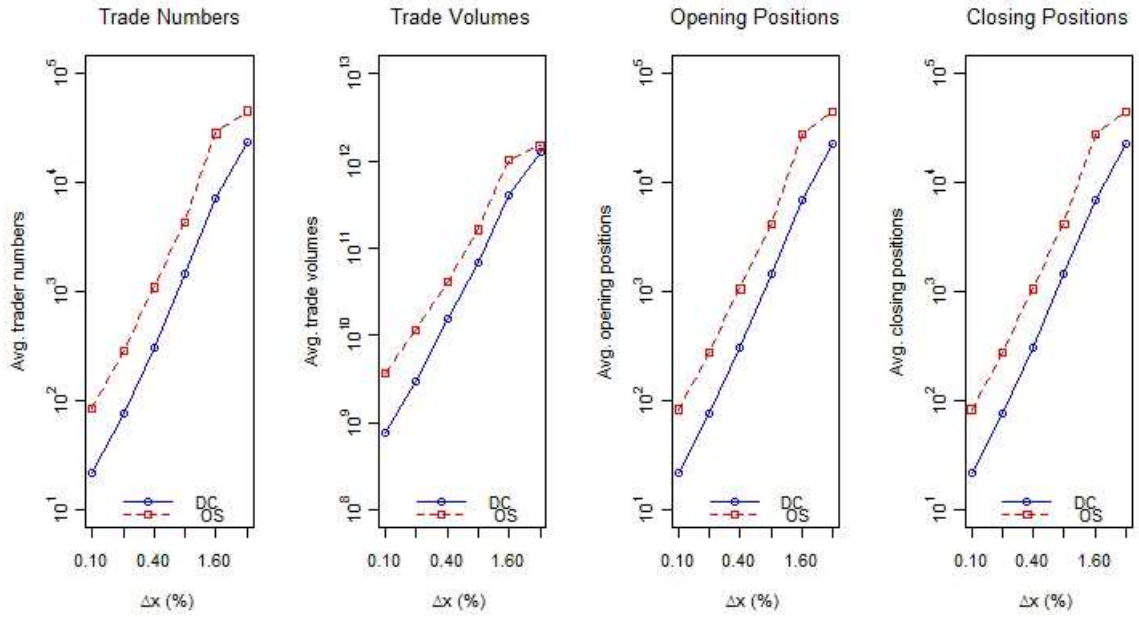 Trade Numbers
Avg. trader numbers
10^5
10^4
10^3
10^2
10^1
DC
OS
0.10 0.40 1.60
Δx (%)
Trade Volumes
Avg. trade volumes
10^13
10^12
10^11
10^10
10^9
10^8
DC
OS
0.10 0.40 1.60
Δx (%)
Opening Positions
Avg. opening positions
10^5
10^4
10^3
10^2
10^1
DC
OS
0.10 0.40 1.60
Δx (%)
Closing Positions
Avg. closing positions
10^5
10^4
10^3
10^2
10^1
DC
OS
0.10 0.40 1.60
Δx (%)